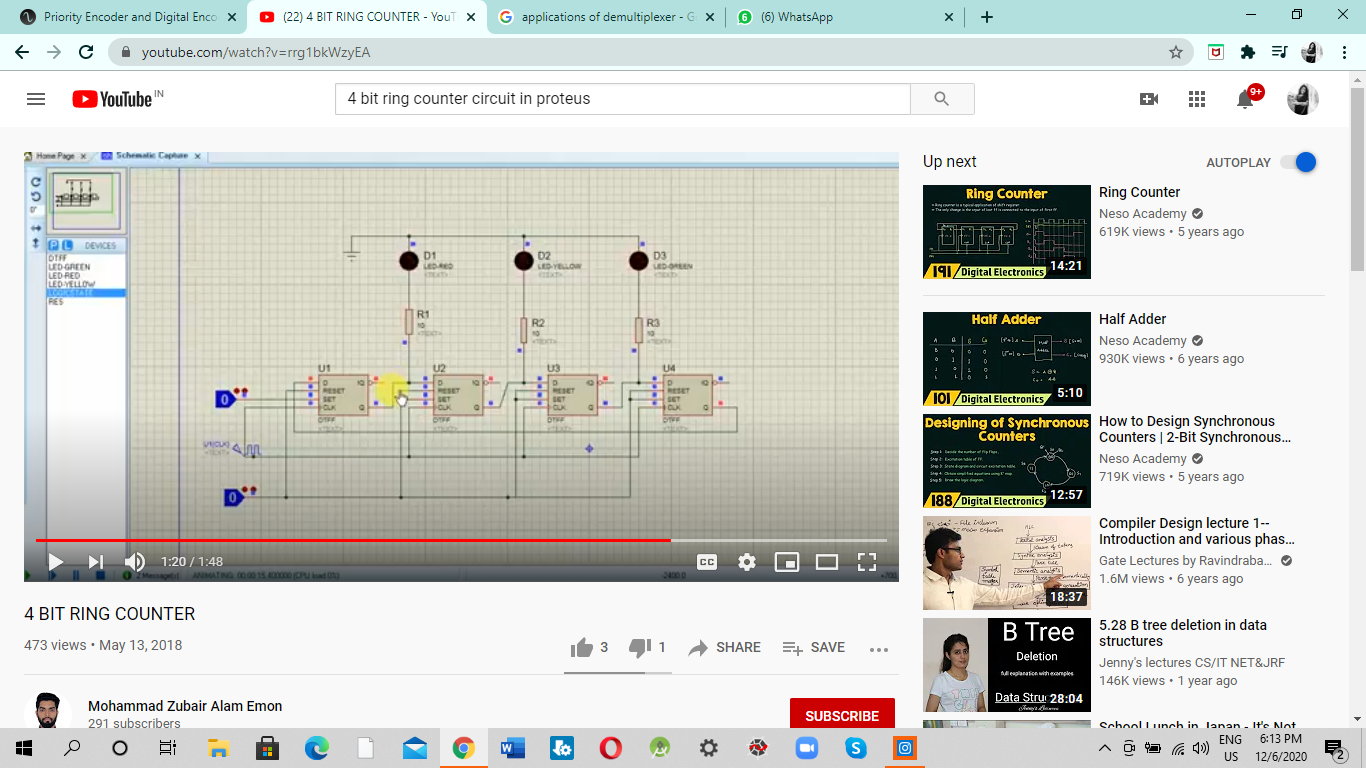 Priority Encoder and Digital Enco
(22) 4 BIT RING COUNTER - YouT
applications of demultiplexer - G
(6) WhatsApp
youtube.com/watch?v=rrg1bkWzyEA
YouTube IN
4 bit ring counter circuit in proteus
9+
Home Page
Schematic Capture
P L DEVICES
DTFF
LED-GREEN
LED-RED
LED-YELLOW
LOGICSTATE
RES
D1
LED-RED
<TEXT>
D2
LED-YELLOW
<TEXT>
D3
LED-GREEN
<TEXT>
R1
10
<TEXT>
R2
10
<TEXT>
R3
10
<TEXT>
U1
D
RESET
SET
CLK
DTFF
<TEXT>
U2
D
RESET
SET
CLK
DTFF
<TEXT>
U3
D
RESET
SET
CLK
DTFF
<TEXT>
U4
D
RESET
SET
CLK
DTFF
<TEXT>
0
U1(CLK)
<TEXT>
0
1:20 / 1:48
CC
2 Message(s)
-2400.0
4 BIT RING COUNTER
473 views • May 13, 2018
3
1
SHARE
SAVE
Mohammad Zubair Alam Emon
291 subscribers
SUBSCRIBE
Up next
AUTOPLAY
Ring Counter
191 Digital Electronics
14:21
Ring Counter
Neso Academy
619K views • 5 years ago
Half Adder
101 Digital Electronics
5:10
Half Adder
Neso Academy
930K views • 6 years ago
Designing of Synchronous
Counters
188 Digital Electronics
12:57
How to Design Synchronous
Counters | 2-Bit Synchronous...
Neso Academy
719K views • 5 years ago
18:37
Compiler Design lecture 1--
Introduction and various phas...
Gate Lectures by Ravindraba...
1.6M views • 6 years ago
B Tree
Deletion
full explanation with examples
Data Stru
28:04
5.28 B tree deletion in data
structures
Jenny's lectures CS/IT NET&JRF
146K views • 1 year ago
School Lunch in Japan - It's Not
ENG
US
6:13 PM
12/6/2020
2